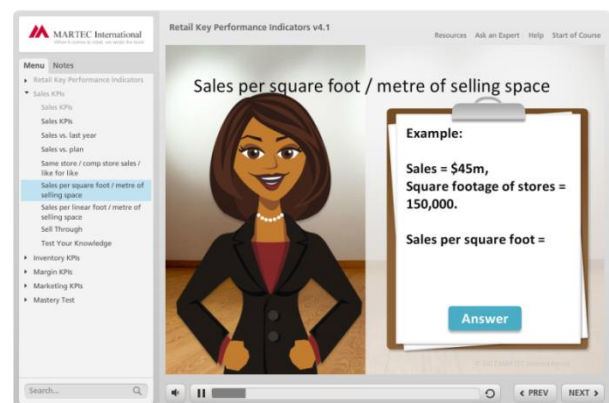 MARTEC International
Retail Key Performance Indicators v4.1
Resources Ask an Expert Help Start of Course
Menu Notes
Retail Key Performance Indicators
Sales KPIs
Sales KPIs
Sales KPIs
Sales vs. last year
Sales vs. plan
Same store / comp store sales /
like for like
Sales per square foot / metre of
selling space
Sales per linear foot / metre of
selling space
Sell Through
Test Your Knowledge
Inventory KPIs
Margin KPIs
Marketing KPIs
Mastery Test
Search...
Sales per square foot / metre of selling space
Example:
Sales = $45m,
Square footage of stores =
150,000.
Sales per square foot =
Answer
PREV
NEXT